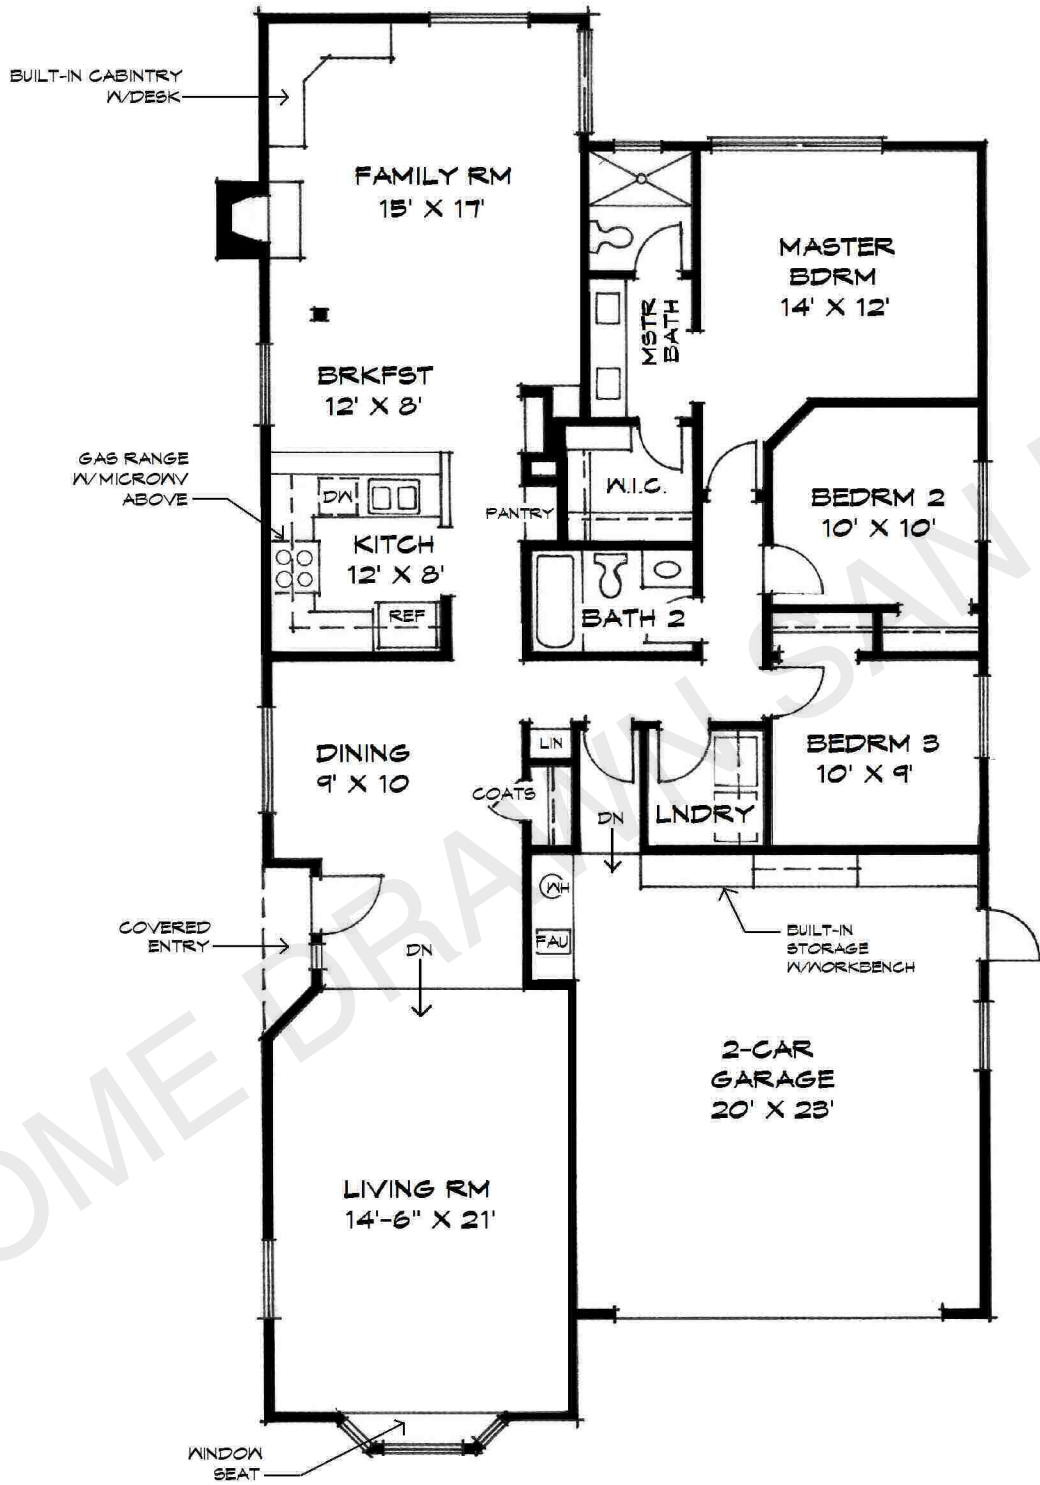 BUILT-IN CABINTRY
W/DESK
FAMILY RM
15' X 17'
MASTER
BDRM
14' X 12'
MSTR
BATH
BRKFST
12' X 8'
GAS RANGE
W/MICROWV
ABOVE
DW
PANTRY
W.I.C.
BEDRM 2
10' X 10'
KITCH
12' X 8'
REF
BATH 2
DINING
9' X 10
LIN
COATS
DN
LNDRY
BEDRM 3
10' X 9'
COVERED
ENTRY
DN
WH
FAU
BUILT-IN
STORAGE
W/WORKBENCH
2-CAR
GARAGE
20' X 23'
LIVING RM
14'-6" X 21'
WINDOW
SEAT
OME DRAWN SAN